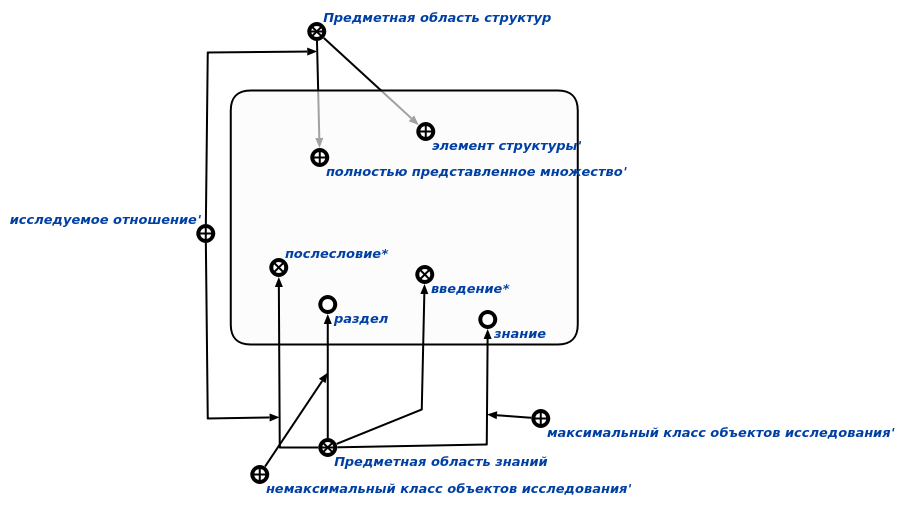 Предметная область структур
элемент структуры'
полностью представленное множество'
исследуемое отношение'
послесловие*
введение*
раздел
знание
максимальный класс объектов исследования'
Предметная область знаний
немаксимальный класс объектов исследования'